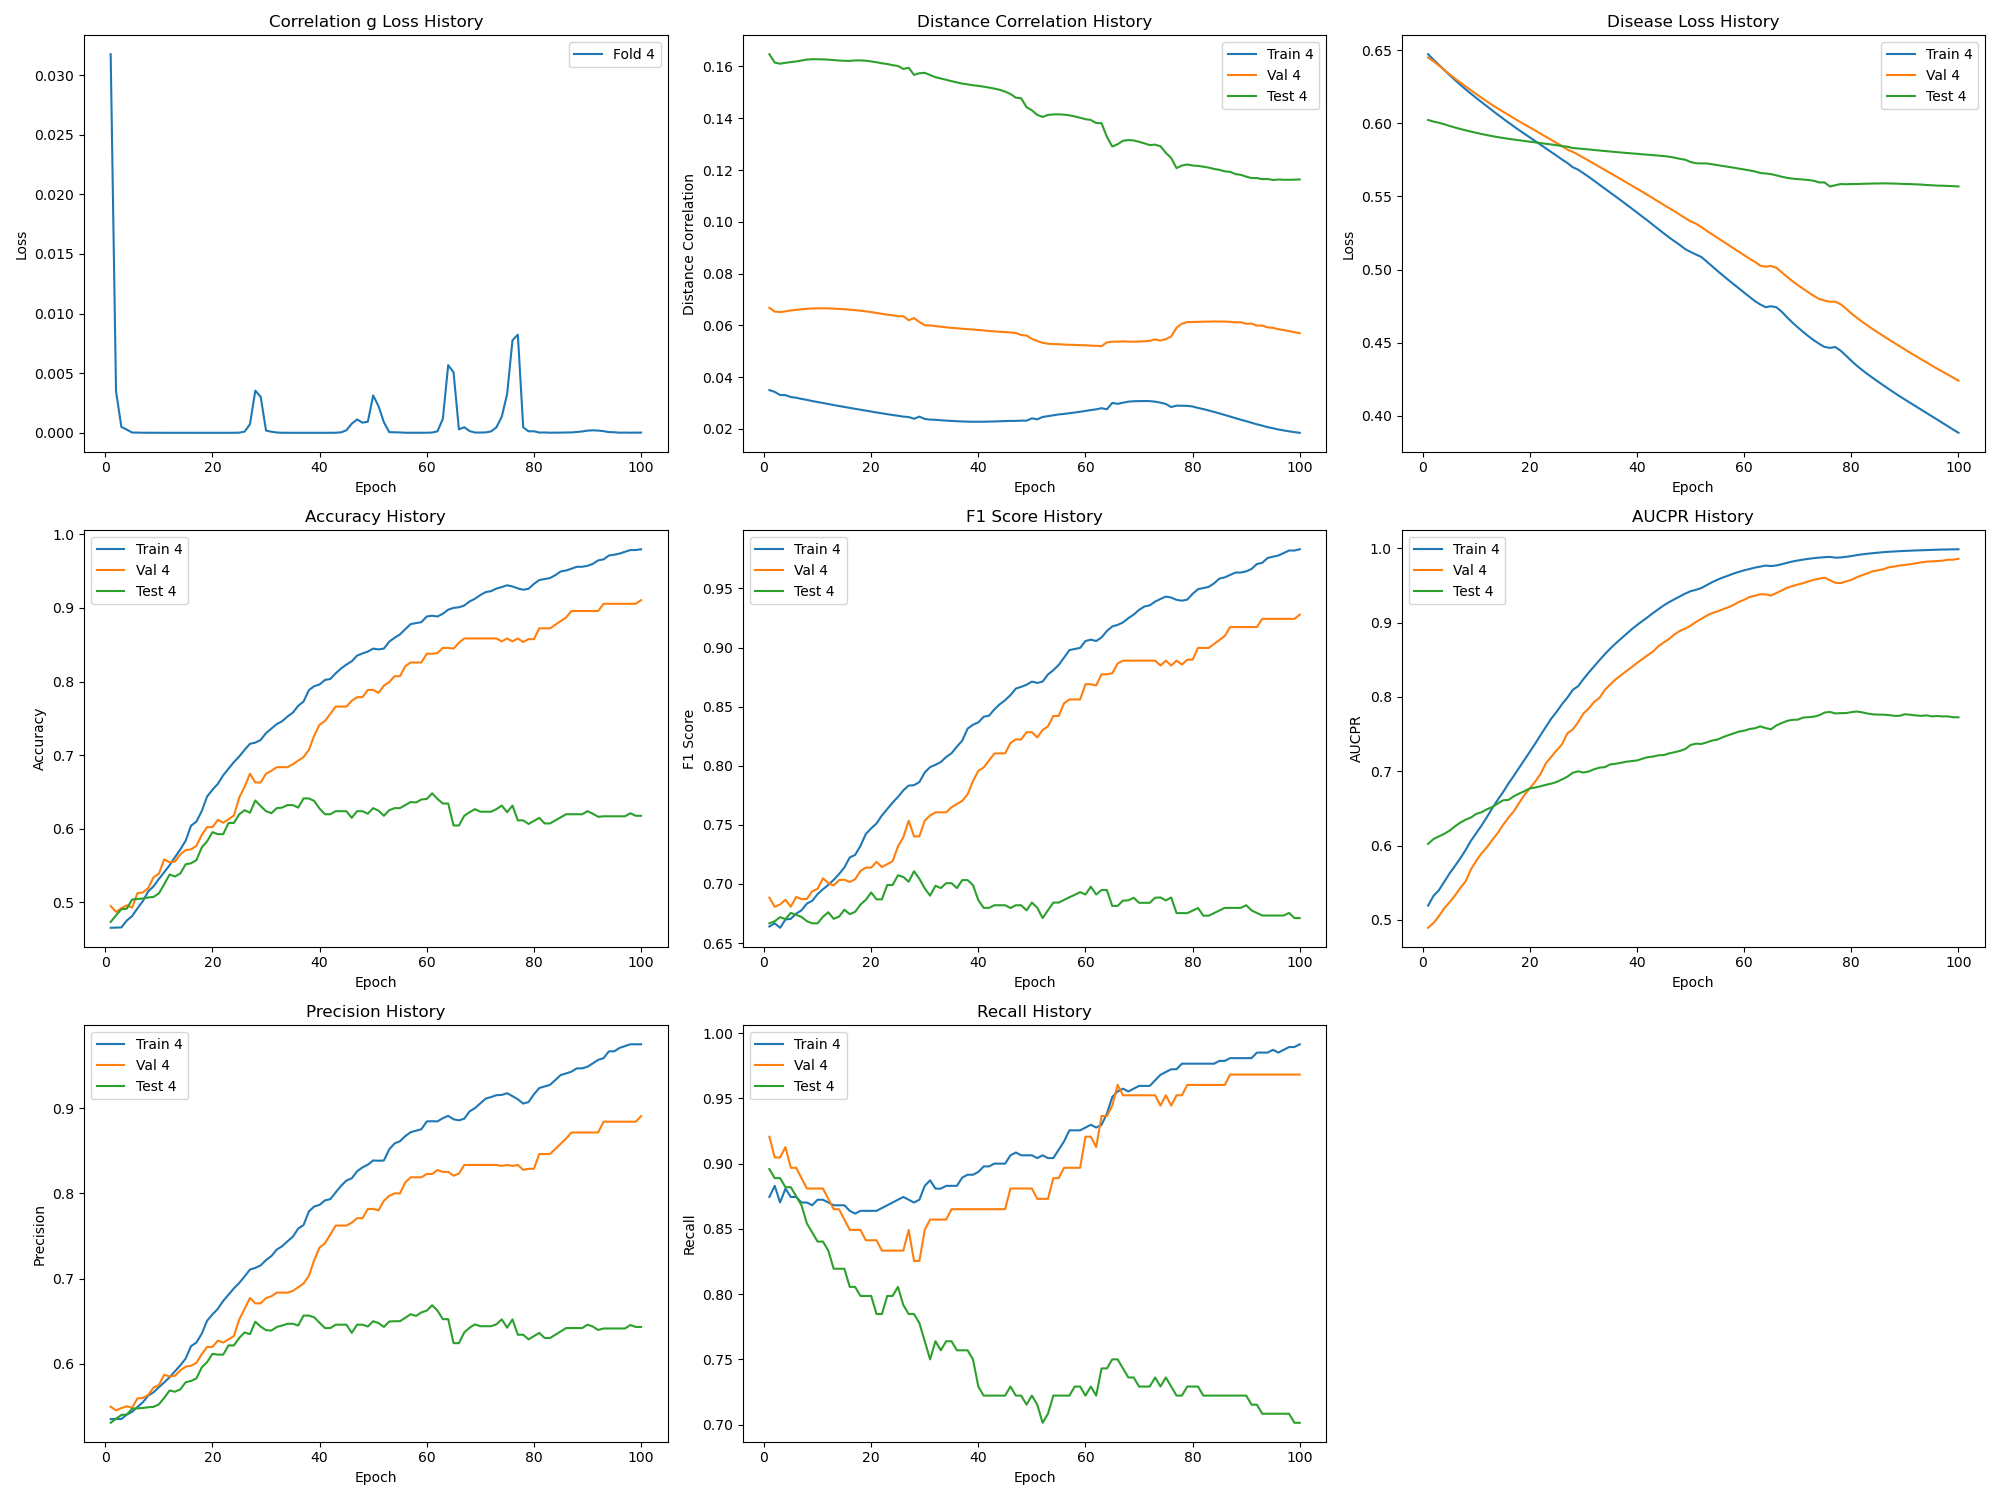 Correlation g Loss History
Fold 4
0.030
0.025
0.020
0.015
0.010
0.005
0.000
Loss
0 20 40 60 80 100
Epoch
Distance Correlation History
Train 4
Val 4
Test 4
0.16
0.14
0.12
0.10
0.08
0.06
0.04
0.02
Distance Correlation
0 20 40 60 80 100
Epoch
Disease Loss History
Train 4
Val 4
Test 4
0.65
0.60
0.55
0.50
0.45
0.40
Loss
0 20 40 60 80 100
Epoch
Accuracy History
Train 4
Val 4
Test 4
1.0
0.9
0.8
0.7
0.6
0.5
Accuracy
0 20 40 60 80 100
Epoch
F1 Score History
Train 4
Val 4
Test 4
0.95
0.90
0.85
0.80
0.75
0.70
0.65
F1 Score
0 20 40 60 80 100
Epoch
AUCPR History
Train 4
Val 4
Test 4
1.0
0.9
0.8
0.7
0.6
0.5
AUCPR
0 20 40 60 80 100
Epoch
Precision History
Train 4
Val 4
Test 4
0.9
0.8
0.7
0.6
Precision
0 20 40 60 80 100
Epoch
Recall History
Train 4
Val 4
Test 4
1.00
0.95
0.90
0.85
0.80
0.75
0.70
Recall
0 20 40 60 80 100
Epoch